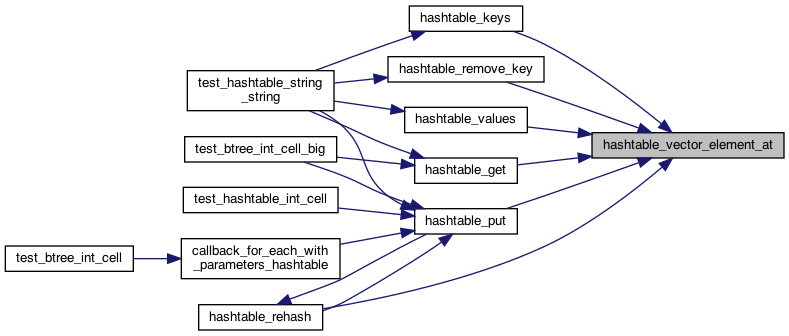 hashtable_keys
hashtable_remove_key
test_hashtable_string
_string
hashtable_values
hashtable_vector_element_at
test_btree_int_cell_big
hashtable_get
test_hashtable_int_cell
hashtable_put
callback_for_each_with
_parameters_hashtable
test_btree_int_cell
hashtable_rehash